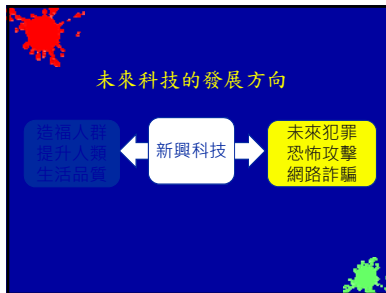 未來科技的發展方向
造福人群
提升人類
生活品質
新興科技
未來犯罪
恐怖攻擊
網路詐騙